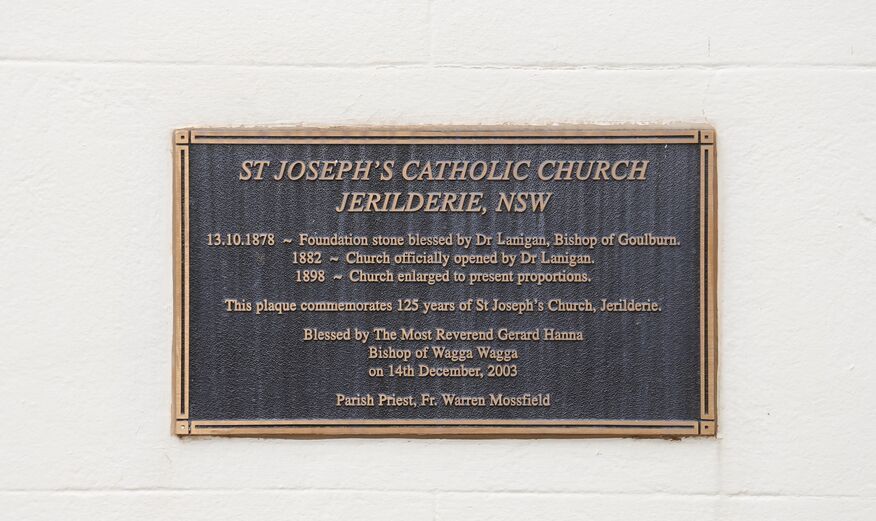 ST JOSEPH'S CATHOLIC CHURCH
JERILDERIE, NSW
13.10.1878 ~ Foundation stone blessed by Dr Lanigan, Bishop of Goulburn.
1882 ~ Church officially opened by Dr Lanigan.
1898 ~ Church enlarged to present proportions.
This plaque commemorates 125 years of St Joseph's Church, Jerilderie.
Blessed by The Most Reverend Gerard Hanna
Bishop of Wagga Wagga
on 14th December, 2003
Parish Priest, Fr. Warren Mossfield